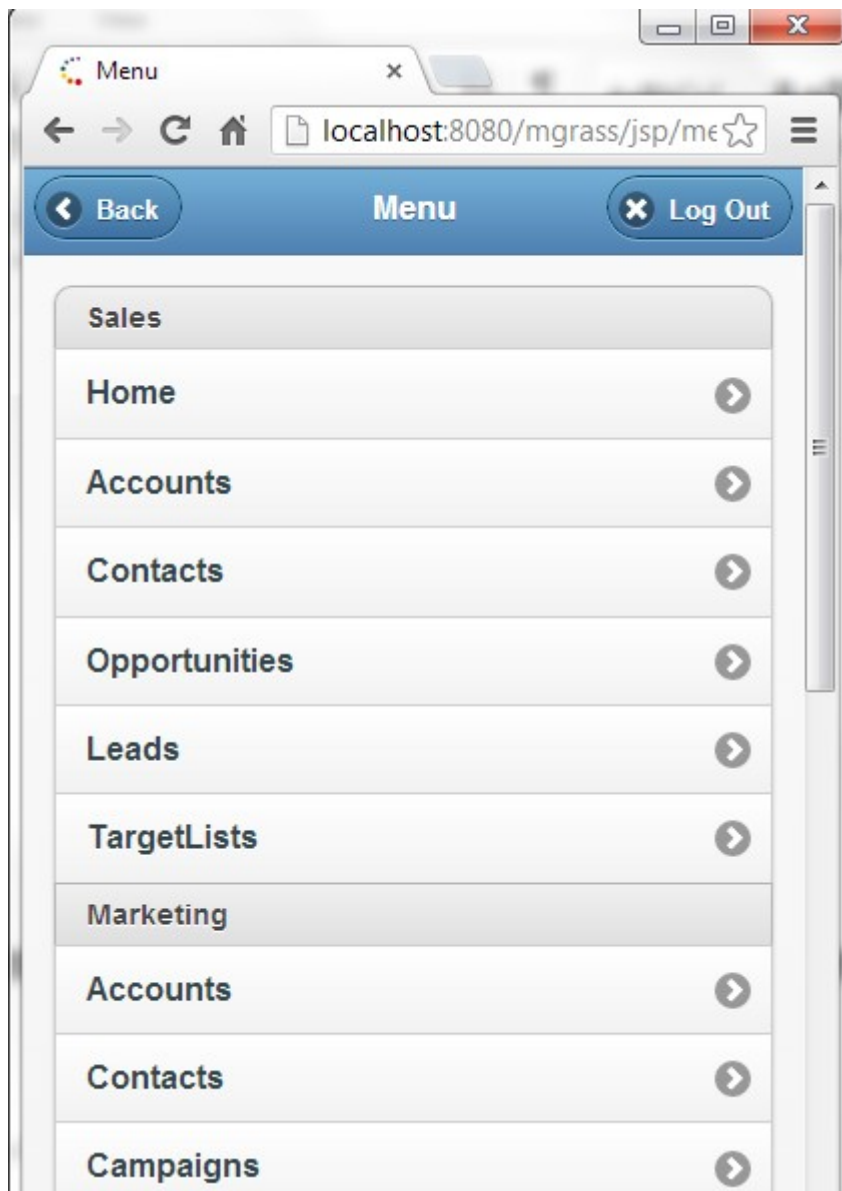 Menu
localhost:8080/mgrass/jsp/me
Back Menu Log Out
Sales
Home
Accounts
Contacts
Opportunities
Leads
TargetLists
Marketing
Accounts
Contacts
Campaigns